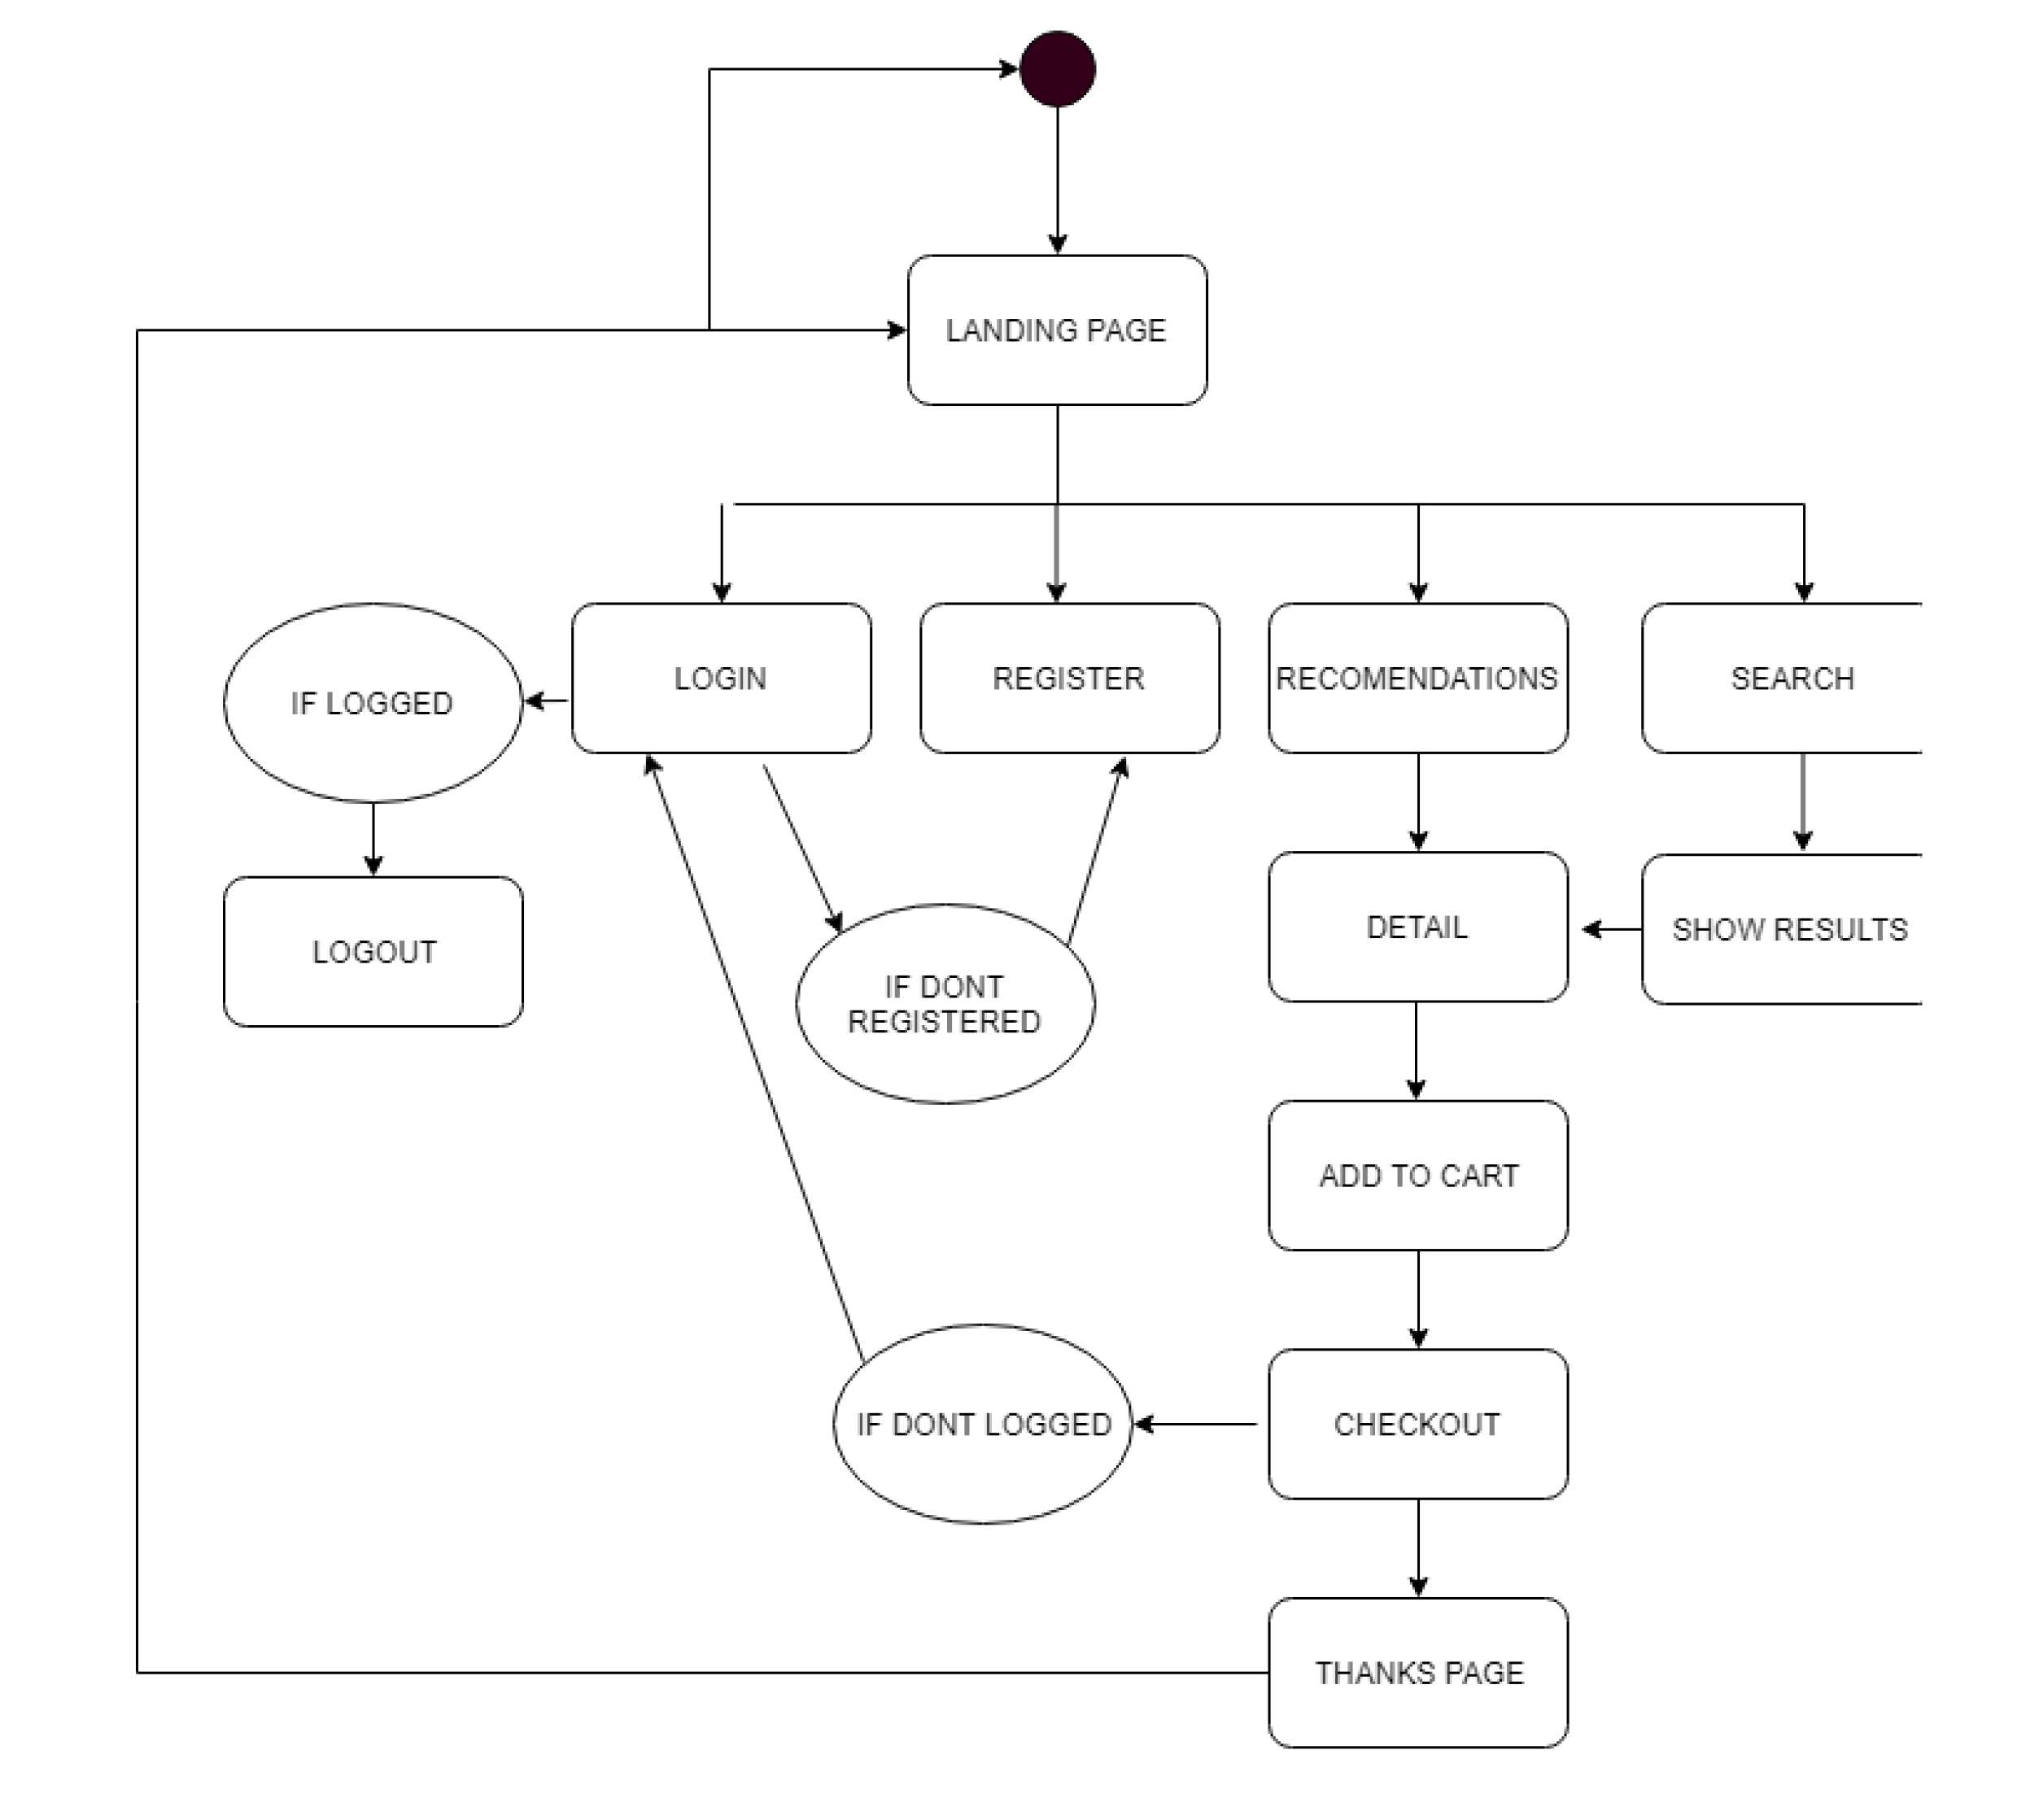 LANDING PAGE
LOGIN
REGISTER
RECOMENDATIONS
SEARCH
IF LOGGED
LOGOUT
IF DONT
REGISTERED
DETAIL
SHOW RESULTS
ADD TO CART
IF DONT LOGGED
CHECKOUT
THANKS PAGE